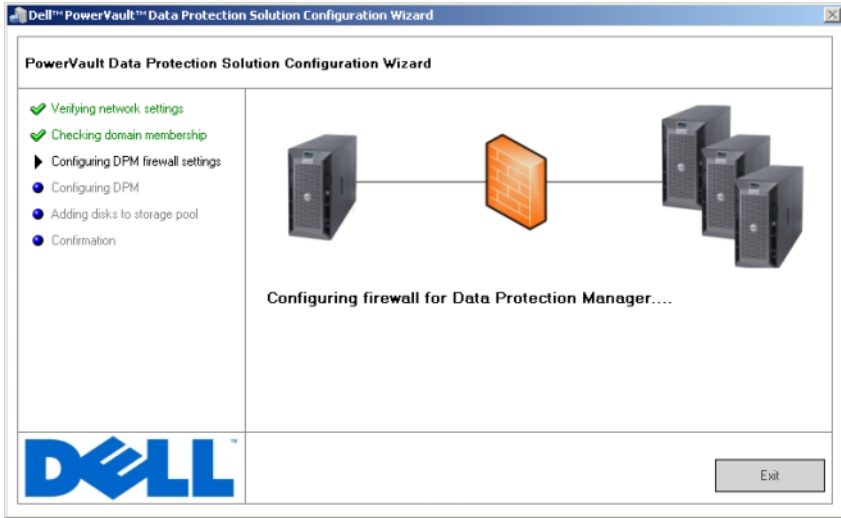 Dell™ PowerVault™ Data Protection Solution Configuration Wizard
PowerVault Data Protection Solution Configuration Wizard
Verifying network settings
Checking domain membership
Configuring DPM firewall settings
Configuring DPM
Adding disks to storage pool
Confirmation
Configuring firewall for Data Protection Manager....
DELL™
Exit